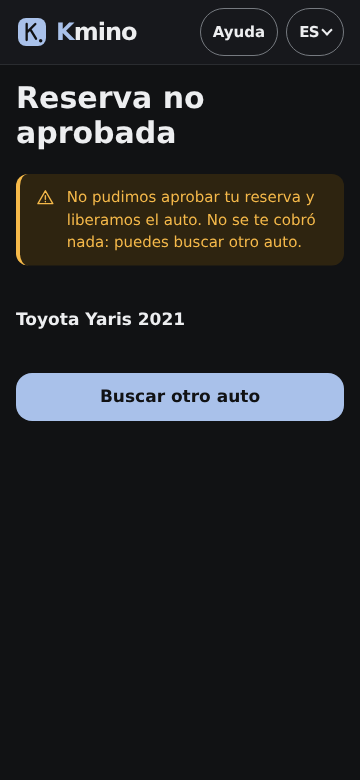 K. Kmino
Ayuda
ES
Reserva no
aprobada
No pudimos aprobar tu reserva y
liberamos el auto. No se te cobró
nada: puedes buscar otro auto.
Toyota Yaris 2021
Buscar otro auto